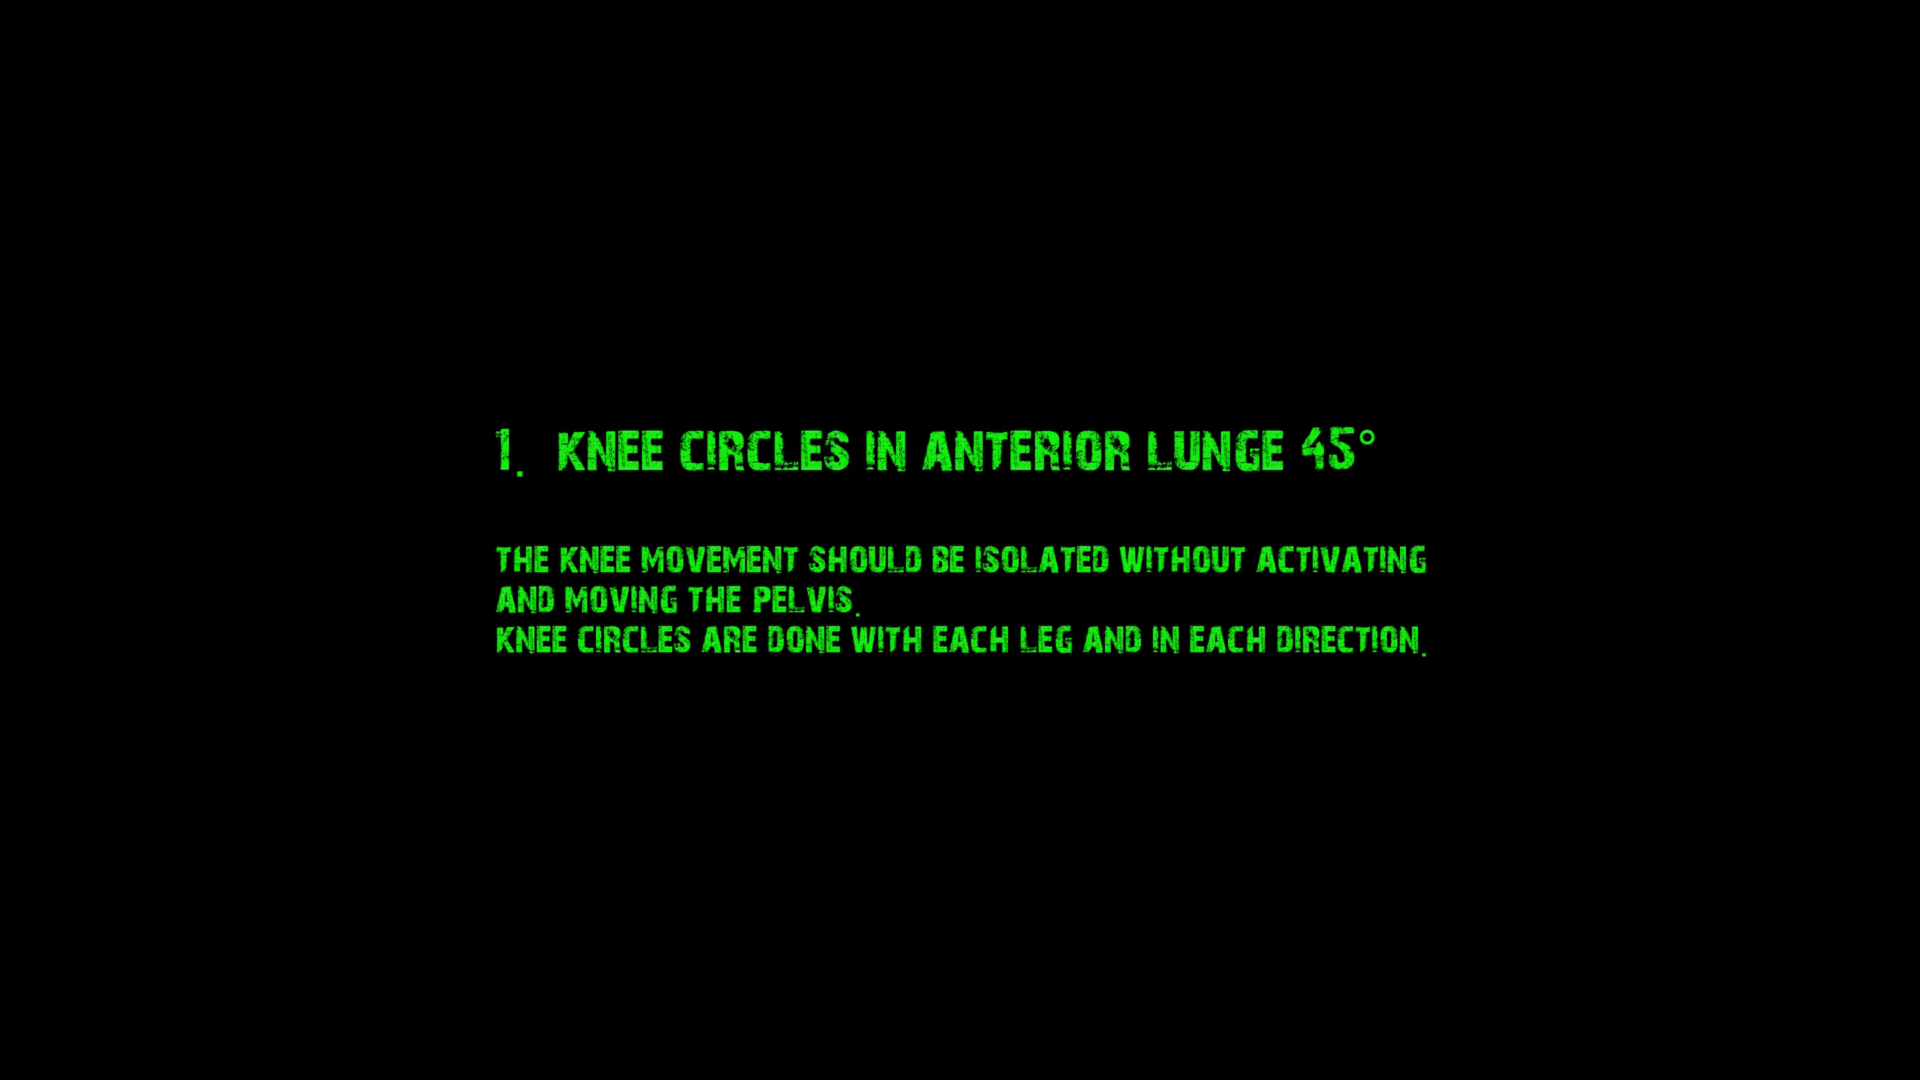 1. KNEE CIRCLES IN ANTERIOR LUNGE 45°
THE KNEE MOVEMENT SHOULD BE ISOLATED WITHOUT ACTIVATING
AND MOVING THE PELVIS.
KNEE CIRCLES ARE DONE WITH EACH LEG AND IN EACH DIRECTION.